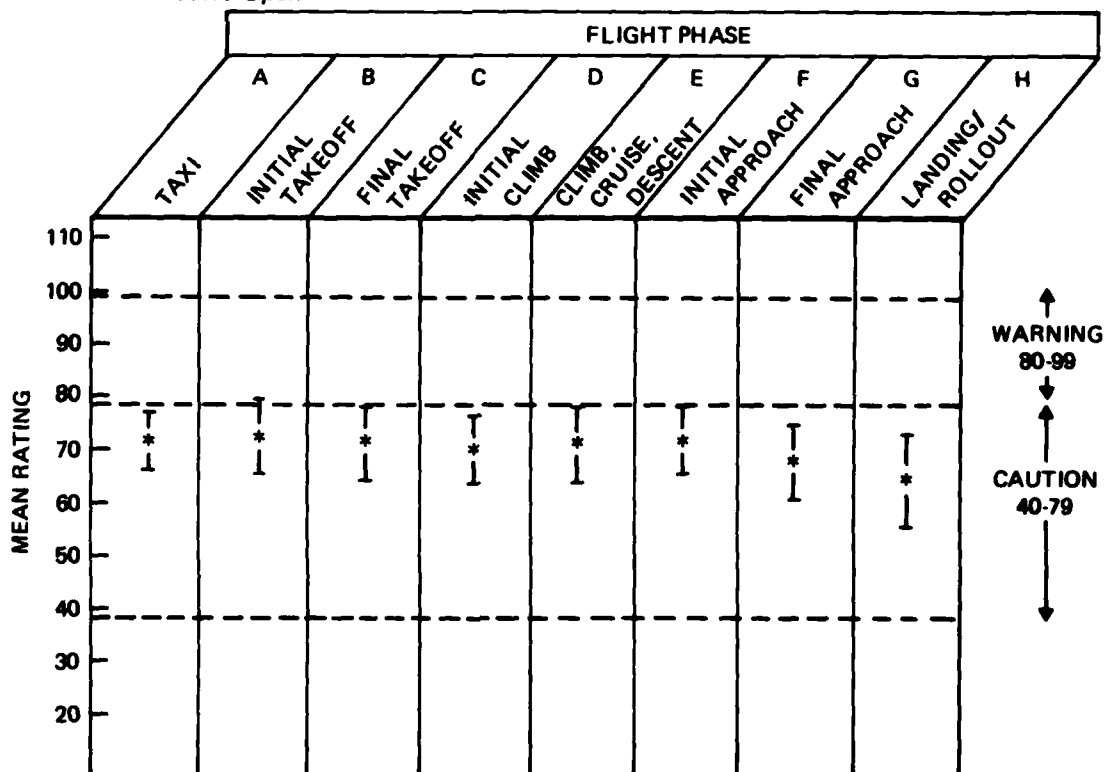 FLIGHT PHASE
A B C D E F G H
TAXI
INITIAL
TAKEOFF
FINAL
TAKEOFF
INITIAL
CLIMB
CLIMB,
CRUISE,
DESCENT
INITIAL
APPROACH
FINAL
APPROACH
LANDING/
ROLLOUT
MEAN RATING
110
100
90
80
70
60
50
40
30
20
WARNING
80-99
CAUTION
40-79